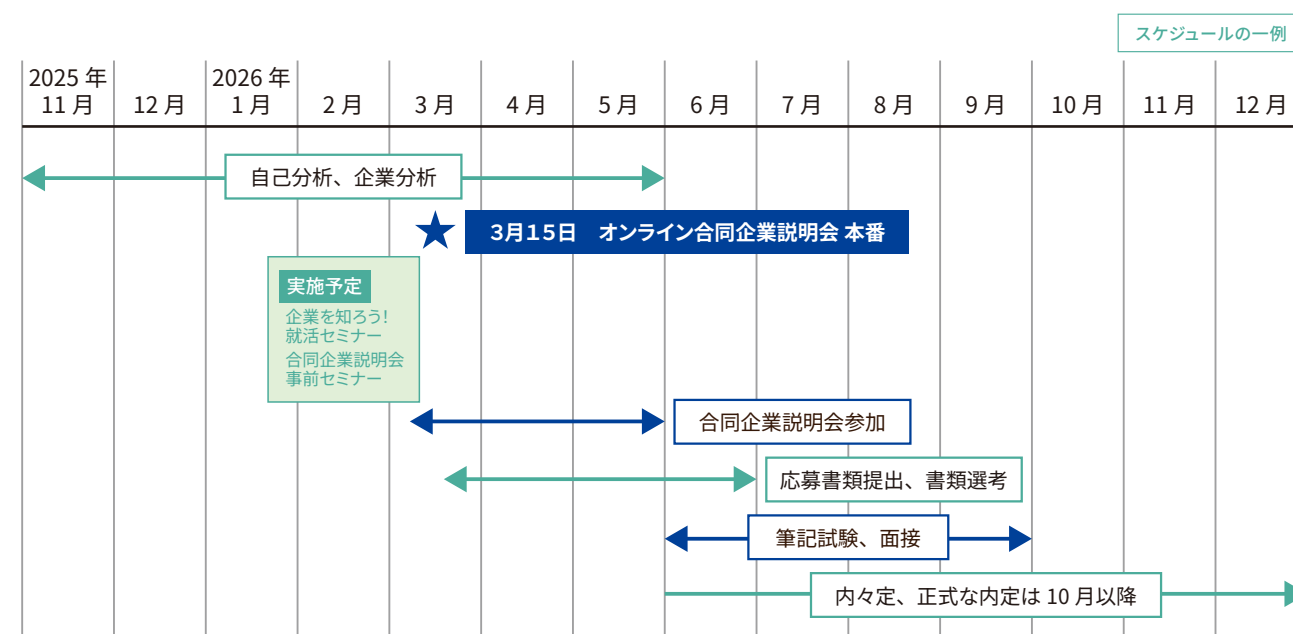 スケジュールの一例
2025 年
11 月
12 月
2026 年
1 月
2 月
3 月
4 月
5 月
6 月
7 月
8 月
9 月
10 月
11 月
12 月
自己分析、企業分析
3月15日　オンライン合同企業説明会 本番
実施予定
企業を知ろう!
就活セミナー
合同企業説明会
事前セミナー
合同企業説明会参加
応募書類提出、書類選考
筆記試験、面接
内々定、正式な内定は 10 月以降